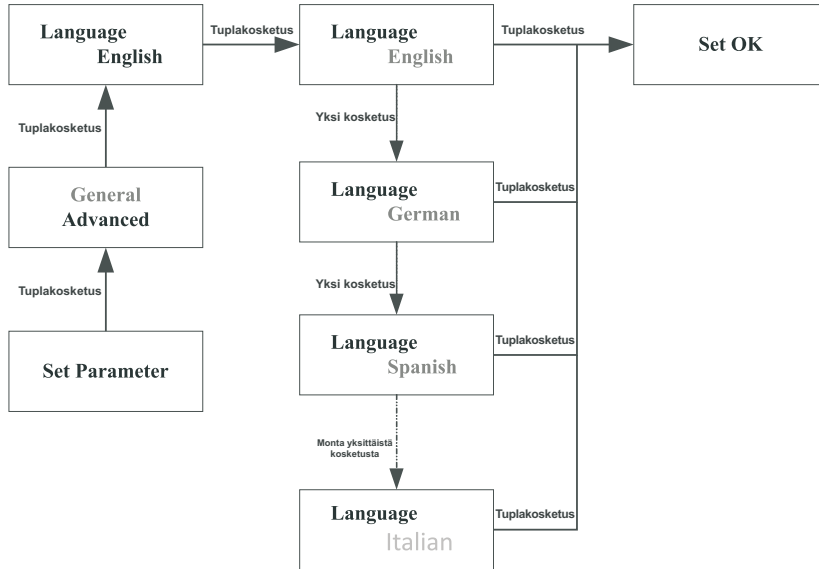 Language
English
Tuplakosketus
Language
English
Tuplakosketus
Set OK
Tuplakosketus
Yksi kosketus
General
Advanced
Language
German
Tuplakosketus
Tuplakosketus
Yksi kosketus
Set Parameter
Language
Spanish
Tuplakosketus
Monta yksittäistä
kosketusta
Language
Italian
Tuplakosketus